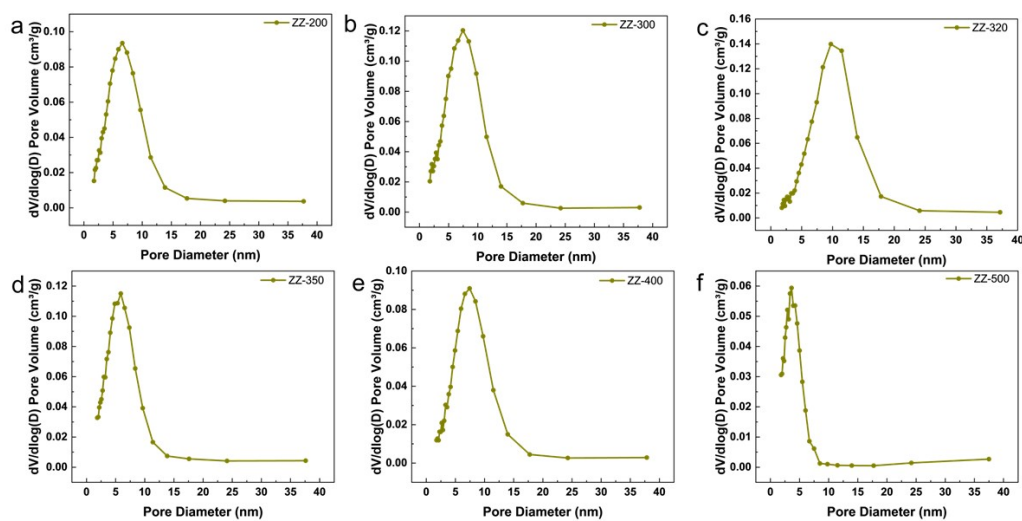 a
ZZ-200
dV/dlog(D) Pore Volume (cm³/g)
0.10
0.08
0.06
0.04
0.02
0.00
0 5 10 15 20 25 30 35 40
Pore Diameter (nm)
b
ZZ-300
dV/dlog(D) Pore Volume (cm³/g)
0.12
0.10
0.08
0.06
0.04
0.02
0.00
0 5 10 15 20 25 30 35 40
Pore Diameter (nm)
c
ZZ-320
dV/dlog(D) Pore Volume (cm³/g)
0.16
0.14
0.12
0.10
0.08
0.06
0.04
0.02
0.00
0 5 10 15 20 25 30 35 40
Pore Diameter (nm)
d
ZZ-350
dV/dlog(D) Pore Volume (cm³/g)
0.12
0.10
0.08
0.06
0.04
0.02
0.00
0 5 10 15 20 25 30 35 40
Pore Diameter (nm)
e
ZZ-400
dV/dlog(D) Pore Volume (cm³/g)
0.10
0.08
0.06
0.04
0.02
0.00
0 5 10 15 20 25 30 35 40
Pore Diameter (nm)
f
ZZ-500
dV/dlog(D) Pore Volume (cm³/g)
0.06
0.05
0.04
0.03
0.02
0.01
0.00
0 5 10 15 20 25 30 35 40
Pore Diameter (nm)